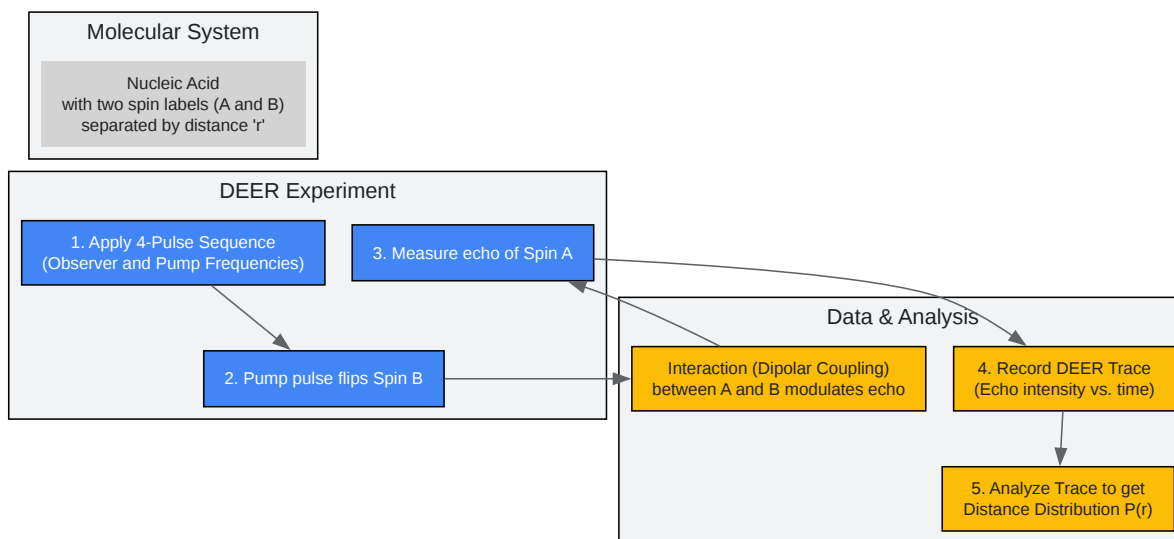 Molecular System
Nucleic Acid
with two spin labels (A and B)
separated by distance 'r'
DEER Experiment
1. Apply 4-Pulse Sequence
(Observer and Pump Frequencies)
3. Measure echo of Spin A
2. Pump pulse flips Spin B
Data & Analysis
Interaction (Dipolar Coupling)
between A and B modulates echo
4. Record DEER Trace
(Echo intensity vs. time)
5. Analyze Trace to get
Distance Distribution P(r)